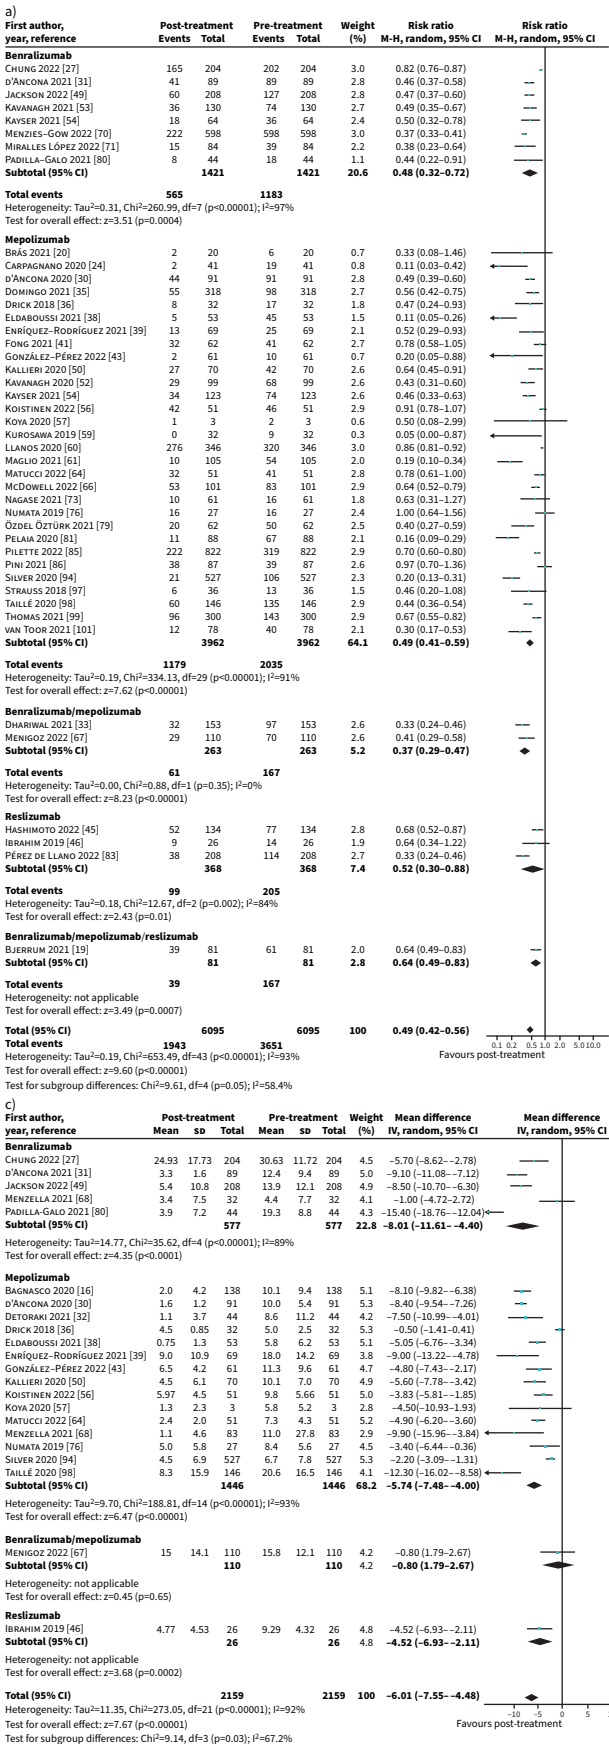 a)
First author, year, reference Post-treatment Events Total Pre-treatment Events Total Weight (%) Risk ratio M-H, random, 95% CI Risk ratio M-H, random, 95% CI
Benralizumab
CHUNG 2022 [27] 165 204 202 204 3.0 0.82 (0.76–0.87)
D'ANCONA 2021 [31] 41 89 89 89 2.8 0.46 (0.37–0.58)
JACKSON 2022 [49] 60 208 127 208 2.8 0.47 (0.37–0.60)
KAVANAGH 2021 [53] 36 130 74 130 2.7 0.49 (0.35–0.67)
KAYSER 2021 [54] 18 64 36 64 2.4 0.50 (0.32–0.78)
MENZIES-GOW 2022 [70] 222 598 598 598 3.0 0.37 (0.33–0.41)
MIRALLES LÓPEZ 2022 [71] 15 84 39 84 2.2 0.38 (0.23–0.64)
PADILLA-GALO 2021 [80] 8 44 18 44 1.1 0.44 (0.22–0.91)
Subtotal (95% CI) 1421 1421 20.6 0.48 (0.32–0.72)
Total events 565 1183
Heterogeneity: Tau²=0.31, Chi²=260.99, df=7 (p<0.00001); I²=97%
Test for overall effect: z=3.51 (p=0.0004)
Mepolizumab
BRÁS 2021 [20] 2 20 6 20 0.7 0.33 (0.08–1.46)
CARPAGNANO 2020 [24] 2 41 19 41 0.8 0.11 (0.03–0.42)
D'ANCONA 2020 [30] 44 91 91 91 2.9 0.49 (0.39–0.60)
DOMINGO 2021 [35] 55 318 98 318 2.7 0.56 (0.42–0.75)
DRICK 2018 [36] 8 32 17 32 1.8 0.47 (0.24–0.93)
ELDABOUSSI 2021 [38] 5 53 45 53 1.5 0.11 (0.05–0.26)
ENRÍQUEZ-RODRÍGUEZ 2021 [39] 13 69 25 69 2.1 0.52 (0.29–0.93)
FONG 2021 [41] 32 62 41 62 2.7 0.78 (0.58–1.05)
GONZÁLEZ-PÉREZ 2022 [43] 2 61 10 61 0.7 0.20 (0.05–0.88)
KALLIERI 2020 [50] 27 70 42 70 2.6 0.64 (0.45–0.91)
KAVANAGH 2020 [52] 29 99 68 99 2.6 0.43 (0.31–0.60)
KAYSER 2021 [54] 34 123 74 123 2.6 0.46 (0.33–0.63)
KOISTINEN 2022 [56] 42 51 46 51 2.9 0.91 (0.78–1.07)
KOYA 2020 [57] 1 3 2 3 0.6 0.50 (0.08–2.99)
KUROSAWA 2019 [59] 0 32 9 32 0.3 0.05 (0.00–0.87)
LLANOS 2020 [60] 276 346 320 346 3.0 0.86 (0.81–0.92)
MAGLIO 2021 [61] 10 105 54 105 2.0 0.19 (0.10–0.34)
MATUCCI 2022 [64] 32 51 41 51 2.8 0.78 (0.61–1.00)
MCDOWELL 2022 [66] 53 101 83 101 2.9 0.64 (0.52–0.79)
NAGASE 2021 [73] 10 61 16 61 1.8 0.63 (0.31–1.27)
NUMATA 2019 [76] 16 27 16 27 2.4 1.00 (0.64–1.56)
ÖZDEL ÖZTÜRK 2021 [79] 20 62 50 62 2.5 0.40 (0.27–0.59)
PELAIA 2020 [81] 11 88 67 88 2.1 0.16 (0.09–0.29)
PILETTE 2022 [85] 222 822 319 822 2.9 0.70 (0.60–0.80)
PINI 2021 [86] 38 87 39 87 2.6 0.97 (0.70–1.36)
SILVER 2020 [94] 21 527 106 527 2.3 0.20 (0.13–0.31)
STRAUSS 2018 [97] 6 36 13 36 1.5 0.46 (0.20–1.08)
TAILLÉ 2020 [98] 60 146 135 146 2.9 0.44 (0.36–0.54)
THOMAS 2021 [99] 96 300 143 300 2.9 0.67 (0.55–0.82)
VAN TOOR 2021 [101] 12 78 40 78 2.1 0.30 (0.17–0.53)
Subtotal (95% CI) 3962 3962 64.1 0.49 (0.41–0.59)
Total events 1179 2035
Heterogeneity: Tau²=0.19, Chi²=334.13, df=29 (p<0.00001); I²=91%
Test for overall effect: z=7.62 (p<0.00001)
Benralizumab/mepolizumab
DHARIWAL 2021 [33] 32 153 97 153 2.6 0.33 (0.24–0.46)
MENIGOZ 2022 [67] 29 110 70 110 2.6 0.41 (0.29–0.58)
Subtotal (95% CI) 263 263 5.2 0.37 (0.29–0.47)
Total events 61 167
Heterogeneity: Tau²=0.00, Chi²=0.88, df=1 (p=0.35); I²=0%
Test for overall effect: z=8.23 (p<0.00001)
Reslizumab
HASHIMOTO 2022 [45] 52 134 77 134 2.8 0.68 (0.52–0.87)
IBRAHIM 2019 [46] 9 26 14 26 1.9 0.64 (0.34–1.22)
PÉREZ DE LLANO 2022 [83] 38 208 114 208 2.7 0.33 (0.24–0.46)
Subtotal (95% CI) 368 368 7.4 0.52 (0.30–0.88)
Total events 99 205
Heterogeneity: Tau²=0.18, Chi²=12.67, df=2 (p=0.002); I²=84%
Test for overall effect: z=2.43 (p=0.01)
Benralizumab/mepolizumab/reslizumab
BJERRUM 2021 [19] 39 81 61 81 2.0 0.64 (0.49–0.83)
Subtotal (95% CI) 81 81 2.8 0.64 (0.49–0.83)
Total events 39 167
Heterogeneity: not applicable
Test for overall effect: z=3.49 (p=0.0007)
Total (95% CI) 6095 6095 100 0.49 (0.42–0.56)
Total events 1943 3651
Heterogeneity: Tau²=0.19, Chi²=653.49, df=43 (p<0.00001); I²=93%
Test for overall effect: z=9.60 (p<0.00001)
Test for subgroup differences: Chi²=9.61, df=4 (p=0.05); I²=58.4%
0.1 0.2 0.5 1.0 2.0 5.0 10.0
Favours post-treatment
c)
First author, year, reference Post-treatment Mean SD Total Pre-treatment Mean SD Total Weight (%) Mean difference IV, random, 95% CI Mean difference IV, random, 95% CI
Benralizumab
CHUNG 2022 [27] 24.93 17.73 204 30.63 11.72 204 4.5 –5.70 (–8.62––2.78)
D'ANCONA 2021 [31] 3.3 1.6 89 12.4 9.4 89 5.0 –9.10 (–11.08––7.12)
JACKSON 2022 [49] 5.4 10.8 208 13.9 12.1 208 4.9 –8.50 (–10.70––6.30)
MENZELLA 2021 [68] 3.4 7.5 32 4.4 7.7 32 4.1 –1.00 (–4.72–2.72)
PADILLA-GALO 2021 [80] 3.9 7.2 44 19.3 8.8 44 4.3 –15.40 (–18.76––12.04)
Subtotal (95% CI) 577 577 22.8 –8.01 (–11.61––4.40)
Heterogeneity: Tau²=14.77, Chi²=35.62, df=4 (p<0.00001); I²=89%
Test for overall effect: z=4.35 (p<0.0001)
Mepolizumab
BAGNASCO 2020 [16] 2.0 4.2 138 10.1 9.4 138 5.1 –8.10 (–9.82––6.38)
D'ANCONA 2020 [30] 1.6 1.2 91 10.0 5.4 91 5.3 –8.40 (–9.54––7.26)
DETORAKI 2021 [32] 1.1 3.7 44 8.6 11.2 44 4.2 –7.50 (–10.99––4.01)
DRICK 2018 [36] 4.5 0.85 32 5.0 2.5 32 5.3 –0.50 (–1.41–0.41)
ELDABOUSSI 2021 [38] 0.75 1.3 53 5.8 6.2 53 5.1 –5.05 (–6.76––3.34)
ENRÍQUEZ-RODRÍGUEZ 2021 [39] 9.0 10.9 69 18.0 14.2 69 3.8 –9.00 (–13.22––4.78)
GONZÁLEZ-PÉREZ 2022 [43] 6.5 4.2 61 11.3 9.6 61 4.7 –4.80 (–7.43––2.17)
KALLIERI 2020 [50] 4.5 6.1 70 10.1 7.0 70 4.9 –5.60 (–7.78––3.42)
KOISTINEN 2022 [56] 5.97 4.5 51 9.8 5.66 51 5.0 –3.83 (–5.81––1.85)
KOYA 2020 [57] 1.3 2.3 3 5.8 5.2 3 2.6 –4.50(–10.93–1.93)
MATUCCI 2022 [64] 2.4 2.0 51 7.3 4.3 51 5.2 –4.90 (–6.20––3.60)
MENZELLA 2021 [68] 1.1 4.6 83 11.0 27.8 83 2.8 –9.90 (–15.96––3.84)
NUMATA 2019 [76] 5.0 5.8 27 8.4 5.6 27 4.5 –3.40 (–6.44––0.36)
SILVER 2020 [94] 4.5 6.9 527 6.7 7.8 527 5.3 –2.20 (–3.09––1.31)
TAILLÉ 2020 [98] 8.3 15.9 146 20.6 16.5 146 4.1 –12.30 (–16.02––8.58)
Subtotal (95% CI) 1446 1446 68.2 –5.74 (–7.48––4.00)
Heterogeneity: Tau²=9.70, Chi²=188.81, df=14 (p<0.00001); I²=93%
Test for overall effect: z=6.47 (p<0.00001)
Benralizumab/mepolizumab
MENIGOZ 2022 [67] 15 14.1 110 15.8 12.1 110 4.2 –0.80 (1.79–2.67)
Subtotal (95% CI) 110 110 4.2 –0.80 (1.79–2.67)
Heterogeneity: not applicable
Test for overall effect: z=0.45 (p=0.65)
Reslizumab
IBRAHIM 2019 [46] 4.77 4.53 26 9.29 4.32 26 4.8 –4.52 (–6.93––2.11)
Subtotal (95% CI) 26 26 4.8 –4.52 (–6.93––2.11)
Heterogeneity: not applicable
Test for overall effect: z=3.68 (p=0.0002)
Total (95% CI) 2159 2159 100 –6.01 (–7.55––4.48)
Heterogeneity: Tau²=11.35, Chi²=273.05, df=21 (p<0.00001); I²=92%
Test for overall effect: z=7.67 (p<0.00001)
Test for subgroup differences: Chi²=9.14, df=3 (p=0.03); I²=67.2%
–10 –5 0 5
Favours post-treatment